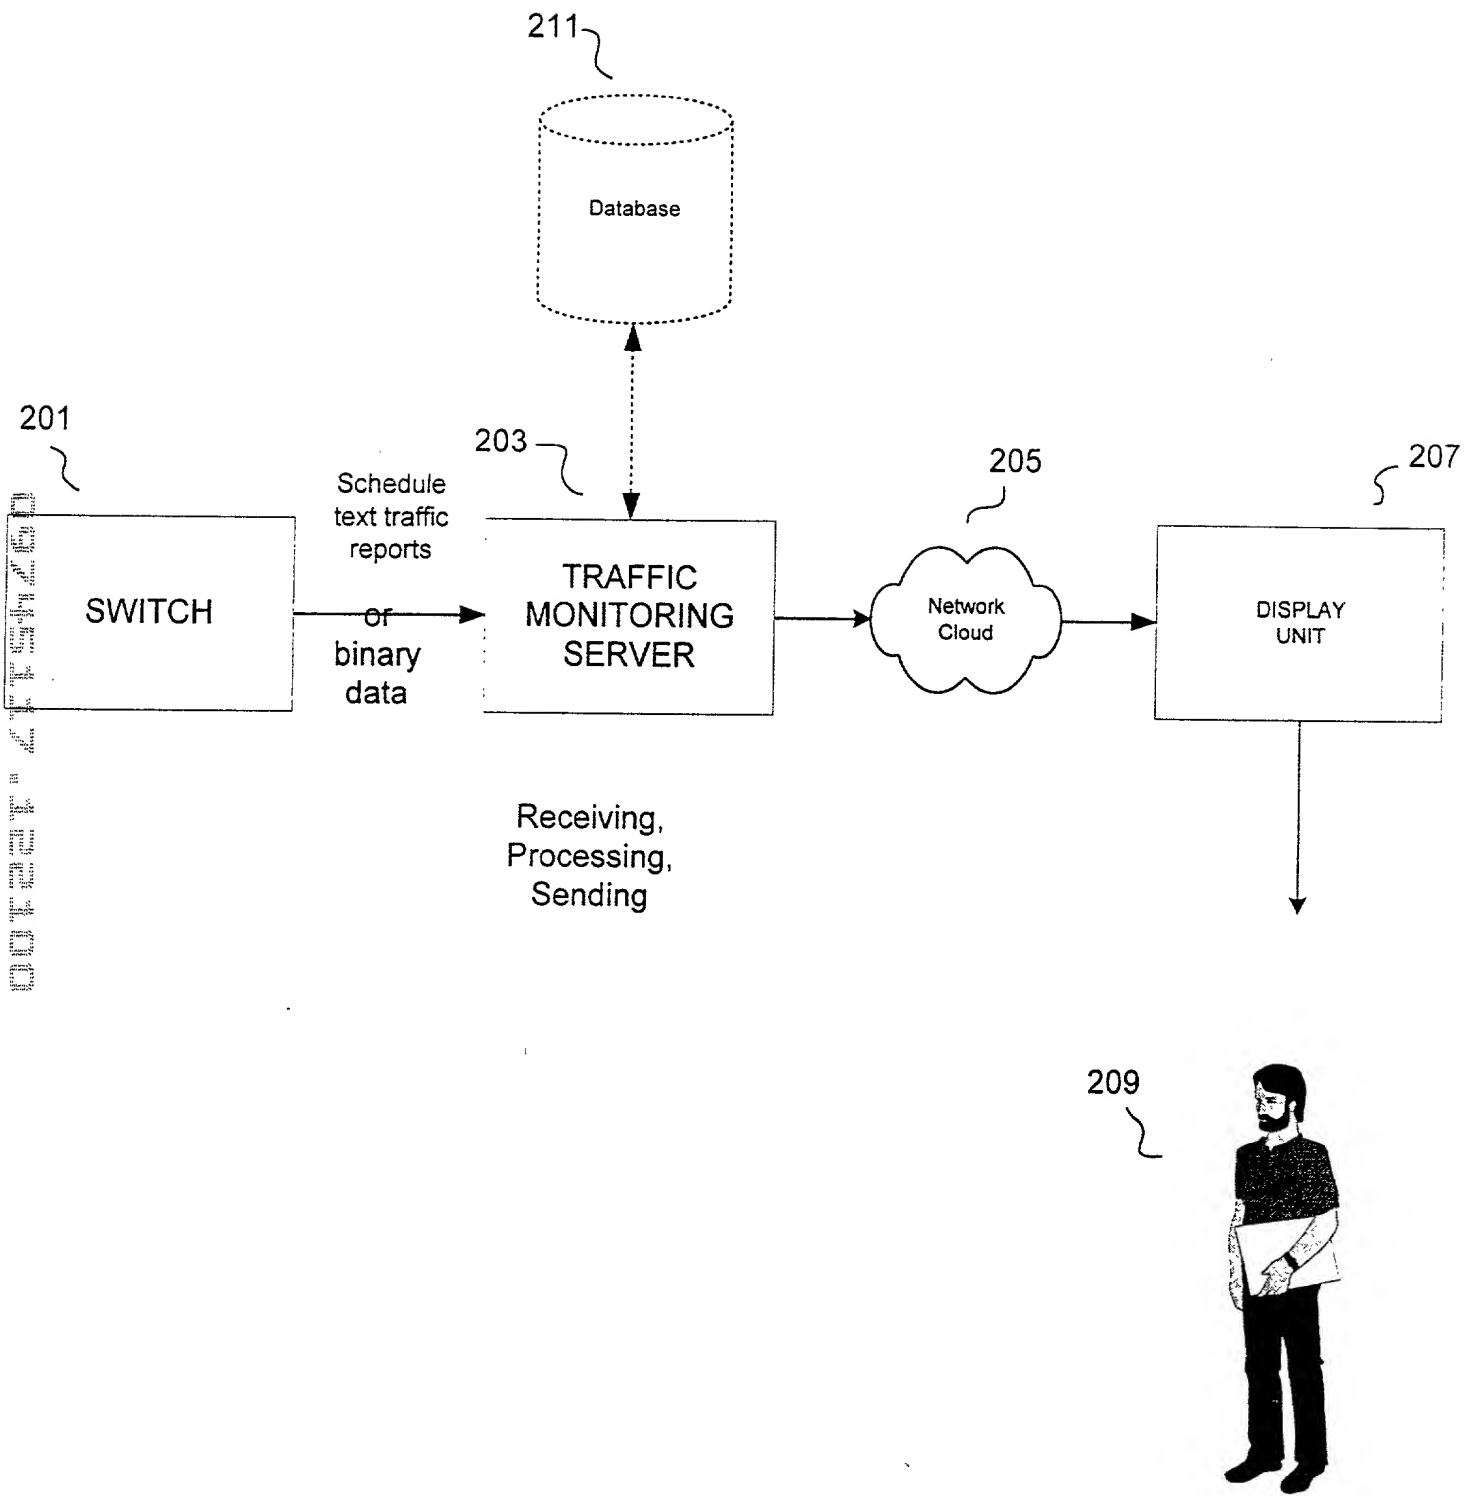 211
Database
201
203
205
207
Schedule
text traffic
reports
or
binary
data
SWITCH
TRAFFIC
MONITORING
SERVER
Network
Cloud
DISPLAY
UNIT
Receiving,
Processing,
Sending
209